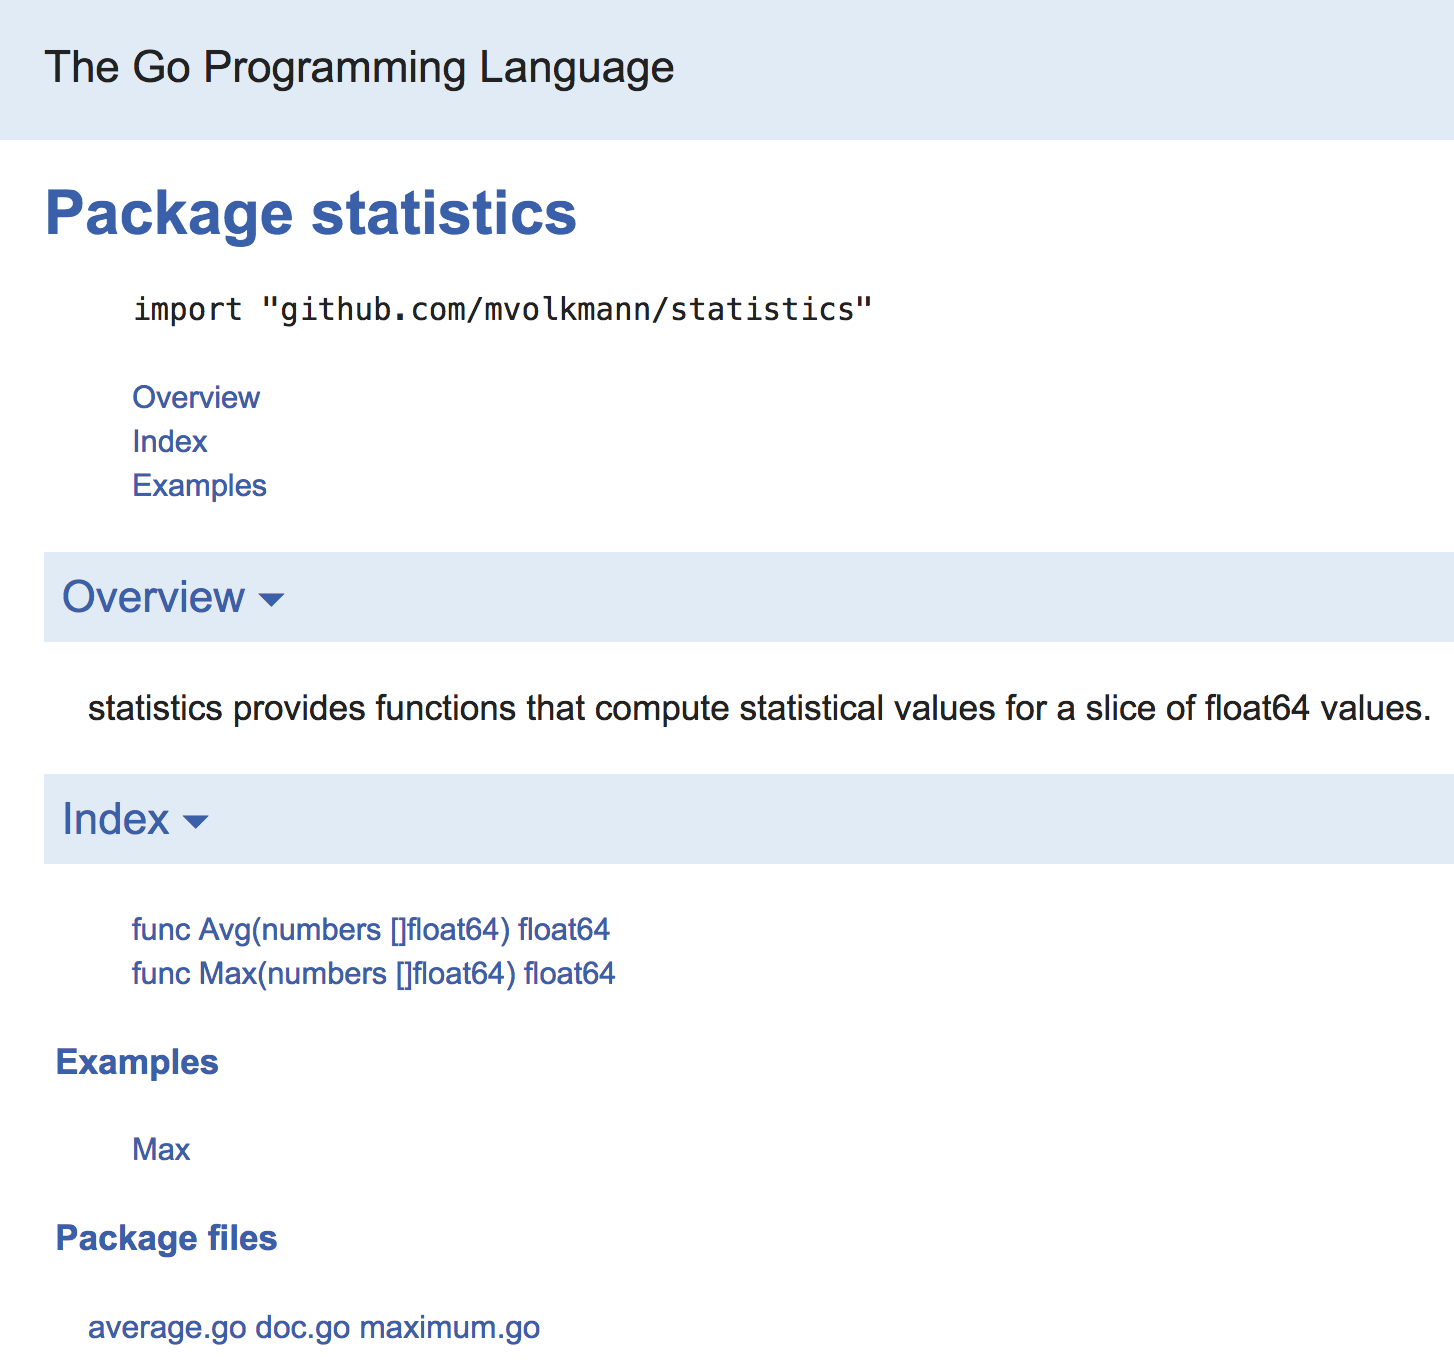 The Go Programming Language
Package statistics
import "github.com/mvolkmann/statistics"
Overview
Index
Examples
Overview
statistics provides functions that compute statistical values for a slice of float64 values.
Index
func Avg(numbers []float64) float64
func Max(numbers []float64) float64
Examples
Max
Package files
average.go doc.go maximum.go